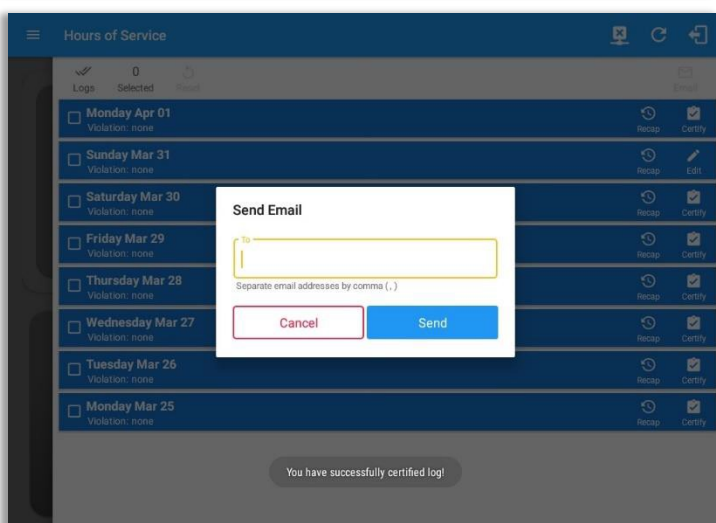 Hours of Service
Logs
0
Selected
Read
Email
Monday Apr 01
Violation: none
Recap
Certify
Sunday Mar 31
Violation: none
Recap
Edit
Saturday Mar 30
Violation: none
Recap
Certify
Friday Mar 29
Violation: none
Recap
Certify
Thursday Mar 28
Violation: none
Recap
Certify
Wednesday Mar 27
Violation: none
Recap
Certify
Tuesday Mar 26
Violation: none
Recap
Certify
Monday Mar 25
Violation: none
Recap
Certify
Send Email
To
Separate email addresses by comma ( , )
Cancel
Send
You have successfully certified log!